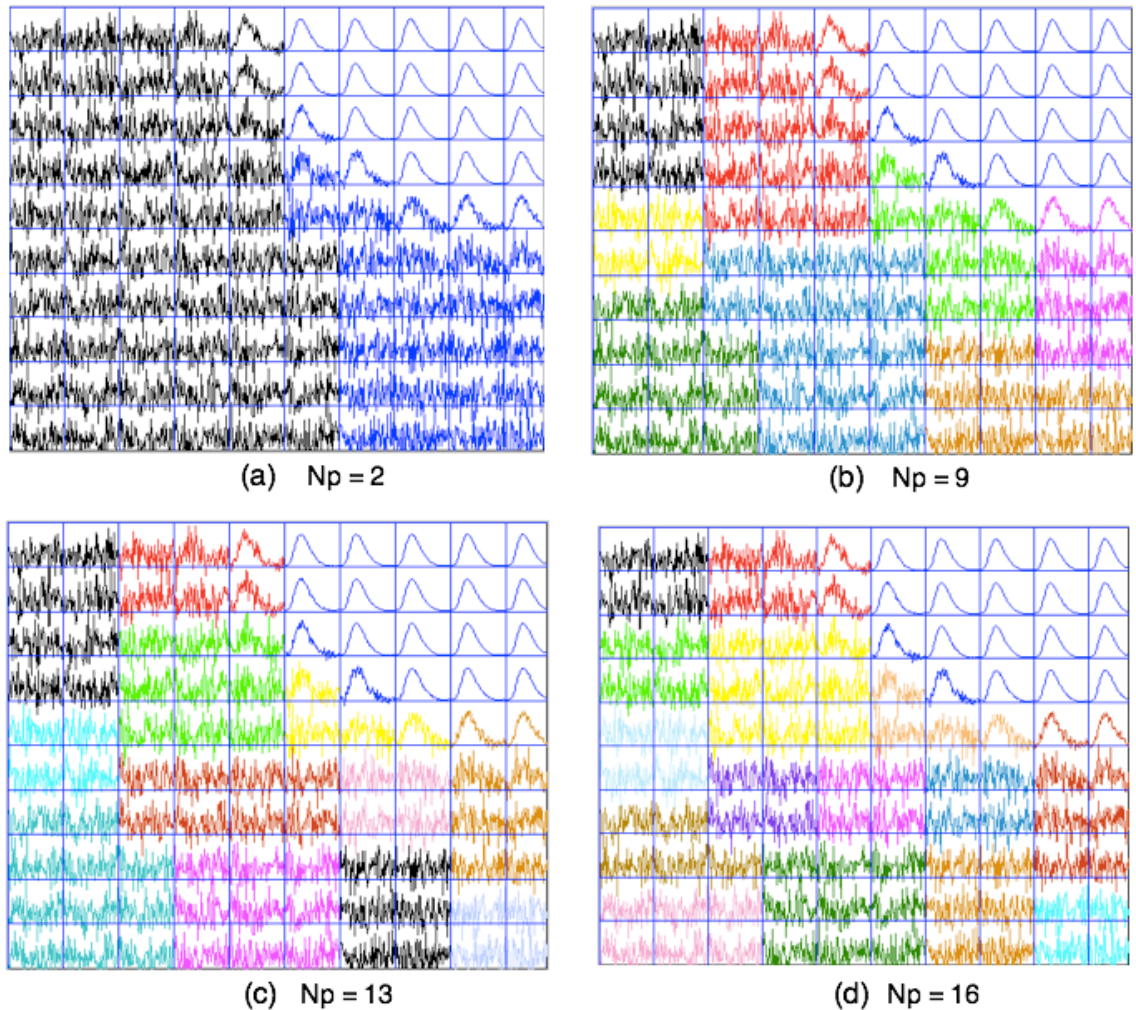 (a) Np = 2
(b) Np = 9
(c) Np = 13
(d) Np = 16